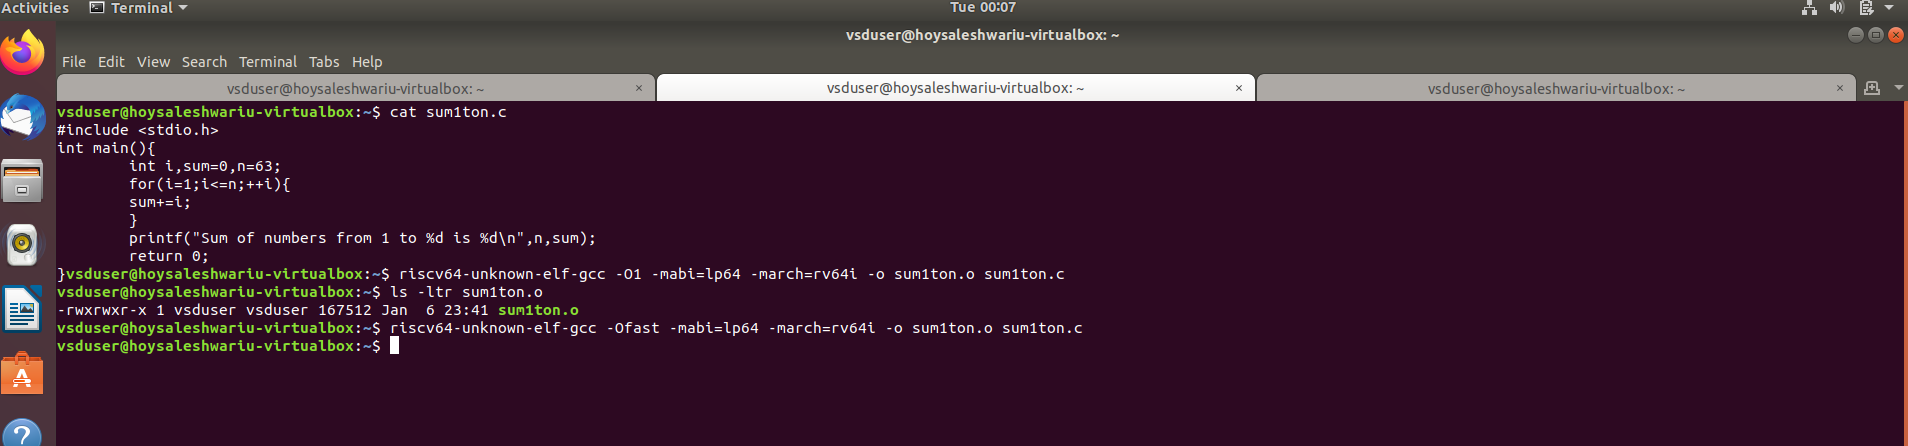 Activities Terminal Tue 00:07
vsduser@hoysaleshwariu-virtualbox: ~
File Edit View Search Terminal Tabs Help
vsduser@hoysaleshwariu-virtualbox: ~ × vsduser@hoysaleshwariu-virtualbox: ~ × vsduser@hoysaleshwariu-virtualbox: ~ ×
vsduser@hoysaleshwariu-virtualbox:~$ cat sum1ton.c
#include <stdio.h>
int main(){
        int i,sum=0,n=63;
        for(i=1;i<=n;++i){
        sum+=i;
        }
        printf("Sum of numbers from 1 to %d is %d\n",n,sum);
        return 0;
}vsduser@hoysaleshwariu-virtualbox:~$ riscv64-unknown-elf-gcc -O1 -mabi=lp64 -march=rv64i -o sum1ton.o sum1ton.c
vsduser@hoysaleshwariu-virtualbox:~$ ls -ltr sum1ton.o
-rwxrwxr-x 1 vsduser vsduser 167512 Jan  6 23:41 sum1ton.o
vsduser@hoysaleshwariu-virtualbox:~$ riscv64-unknown-elf-gcc -Ofast -mabi=lp64 -march=rv64i -o sum1ton.o sum1ton.c
vsduser@hoysaleshwariu-virtualbox:~$